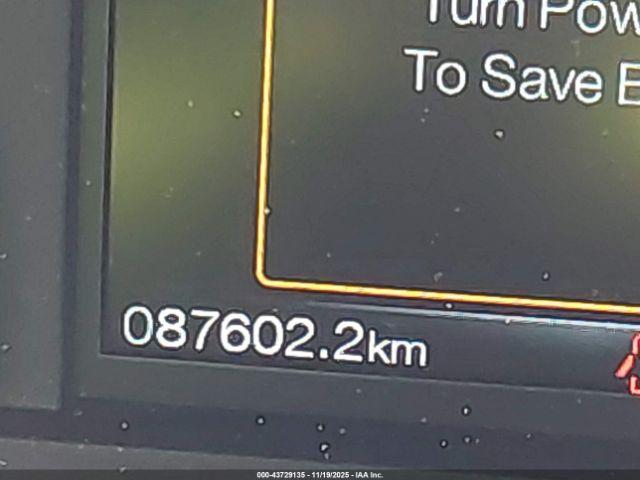 Turn Pow
To Save
087602.2km
000-43729135 - 11/19/2025 - IAA Inc.